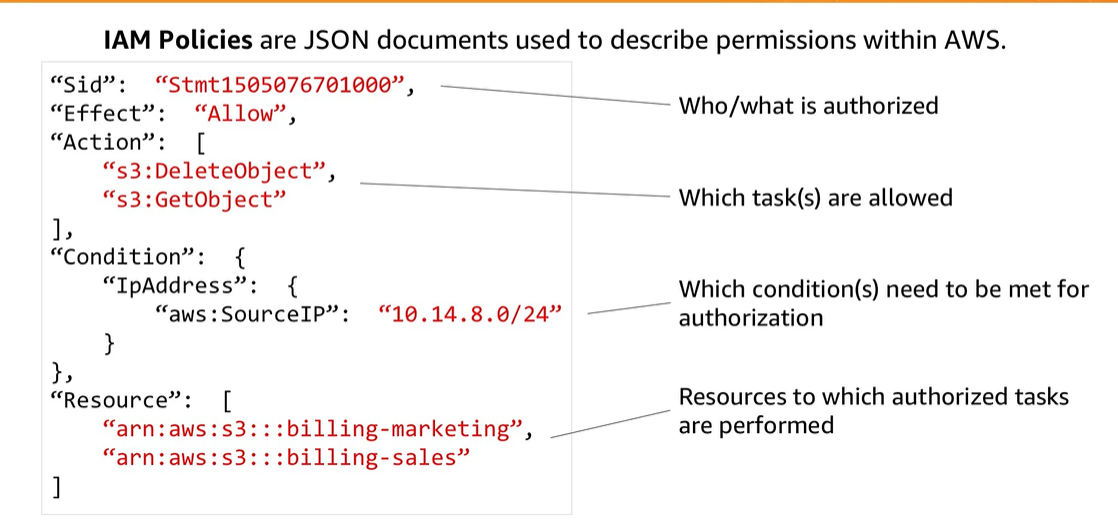 IAM Policies are JSON documents used to describe permissions within AWS.
“Sid”: “Stmt1505076701000”,
“Effect”: “Allow”,
“Action”: [
“s3:DeleteObject”,
“s3:GetObject”
],
“Condition”: {
“IpAddress”: {
“aws:SourceIP”: “10.14.8.0/24”
}
},
“Resource”: [
“arn:aws:s3:::billing-marketing”,
“arn:aws:s3:::billing-sales”
]
Who/what is authorized
Which task(s) are allowed
Which condition(s) need to be met for
authorization
Resources to which authorized tasks
are performed